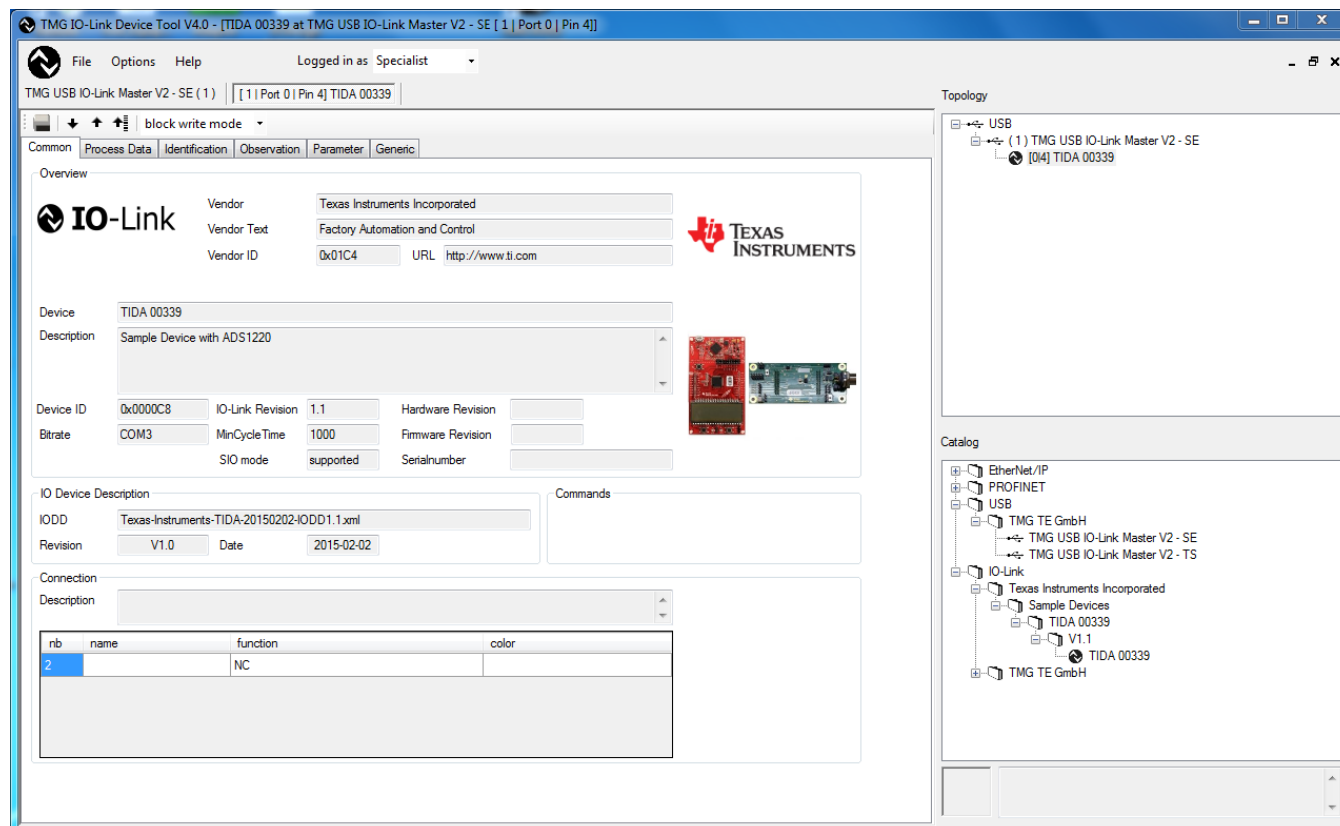 TMG IO-Link Device Tool V4.0 - [TIDA 00339 at TMG USB IO-Link Master V2 - SE [ 1 | Port 0 | Pin 4]]
File Options Help Logged in as Specialist
TMG USB IO-Link Master V2 - SE ( 1 ) [ 1 | Port 0 | Pin 4] TIDA 00339
block write mode
Common Process Data Identification Observation Parameter Generic
Overview
IO-Link
Vendor Texas Instruments Incorporated
Vendor Text Factory Automation and Control
Vendor ID 0x01C4 URL http://www.ti.com
TEXAS
INSTRUMENTS
Device TIDA 00339
Description Sample Device with ADS1220
Device ID 0x0000C8 IO-Link Revision 1.1 Hardware Revision
Bitrate COM3 MinCycleTime 1000 Firmware Revision
SIO mode supported Serialnumber
IO Device Description
IODD Texas-Instruments-TIDA-20150202-IODD1.1.xml
Revision V1.0 Date 2015-02-02
Commands
Connection
Description
nb name function color
2 NC
Topology
USB
( 1 ) TMG USB IO-Link Master V2 - SE
[0|4] TIDA 00339
Catalog
EtherNet/IP
PROFINET
USB
TMG TE GmbH
TMG USB IO-Link Master V2 - SE
TMG USB IO-Link Master V2 - TS
IO-Link
Texas Instruments Incorporated
Sample Devices
TIDA 00339
V1.1
TIDA 00339
TMG TE GmbH